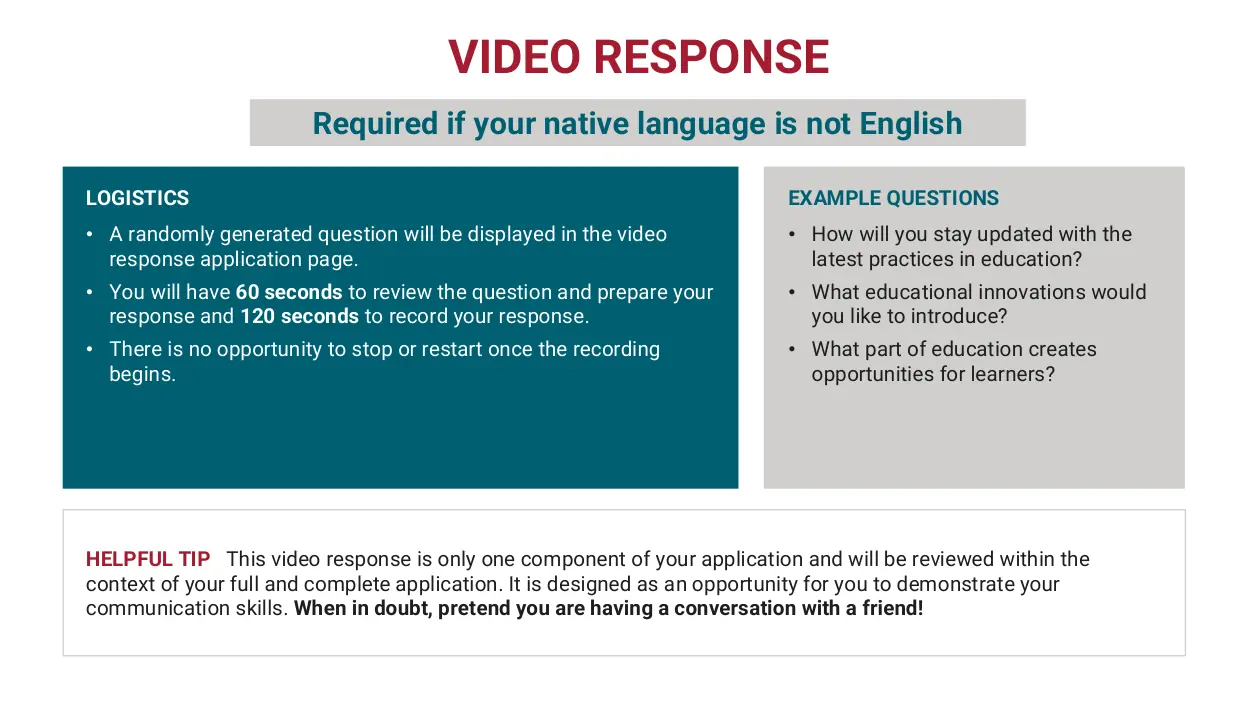 VIDEO RESPONSE
Required if your native language is not English
LOGISTICS
• A randomly generated question will be displayed in the video
response application page.
• You will have 60 seconds to review the question and prepare your
response and 120 seconds to record your response.
• There is no opportunity to stop or restart once the recording
begins.
EXAMPLE QUESTIONS
• How will you stay updated with the
latest practices in education?
• What educational innovations would
you like to introduce?
• What part of education creates
opportunities for learners?
HELPFUL TIP This video response is only one component of your application and will be reviewed within the
context of your full and complete application. It is designed as an opportunity for you to demonstrate your
communication skills. When in doubt, pretend you are having a conversation with a friend!